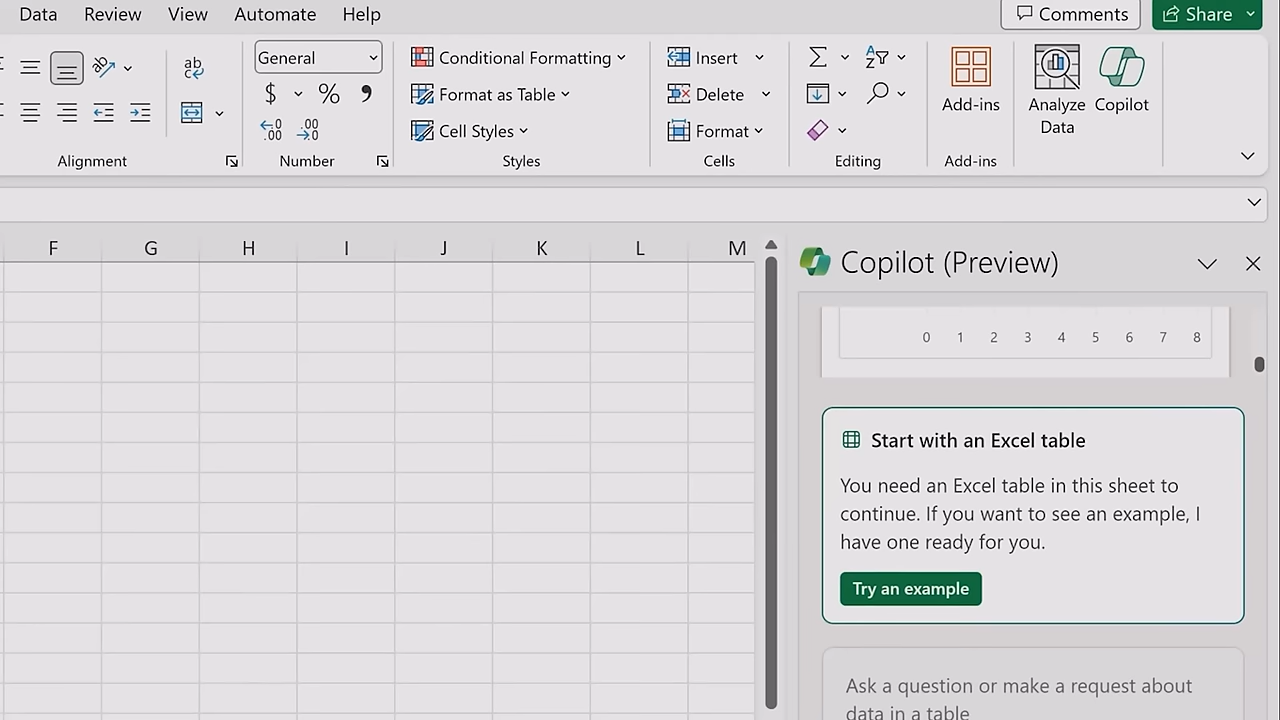 Data Review View Automate Help Comments Share
General Conditional Formatting Insert
ab
$ % Format as Table Delete Add-ins Analyze Data Copilot
.00 .00 Cell Styles Format
Alignment Number Styles Cells Editing Add-ins
F G H I J K L M
Copilot (Preview)
0 1 2 3 4 5 6 7 8
Start with an Excel table
You need an Excel table in this sheet to
continue. If you want to see an example, I
have one ready for you.
Try an example
Ask a question or make a request about
data in a table